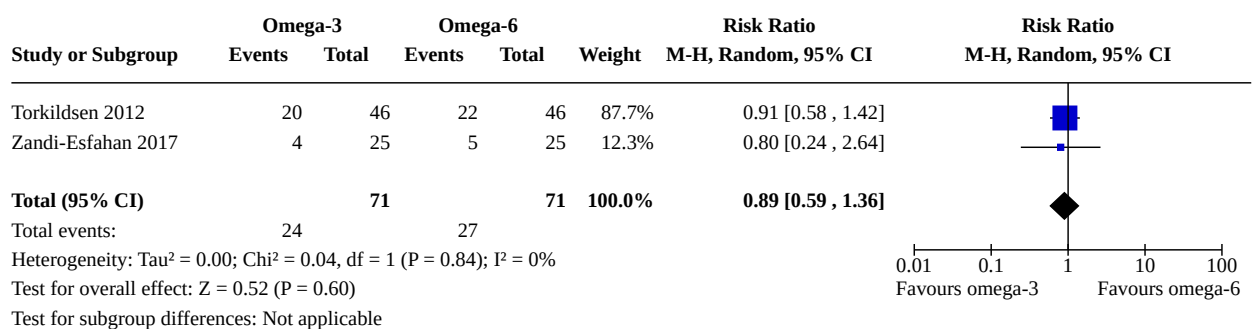 Omega-3 Omega-6 Risk Ratio Risk Ratio
Study or Subgroup Events Total Events Total Weight M-H, Random, 95% CI M-H, Random, 95% CI
Torkildsen 2012 20 46 22 46 87.7% 0.91 [0.58 , 1.42]
Zandi-Esfahan 2017 4 25 5 25 12.3% 0.80 [0.24 , 2.64]
Total (95% CI) 71 71 100.0% 0.89 [0.59 , 1.36]
Total events: 24 27
Heterogeneity: Tau² = 0.00; Chi² = 0.04, df = 1 (P = 0.84); I² = 0% 0.01 0.1 1 10 100
Test for overall effect: Z = 0.52 (P = 0.60) Favours omega-3 Favours omega-6
Test for subgroup differences: Not applicable